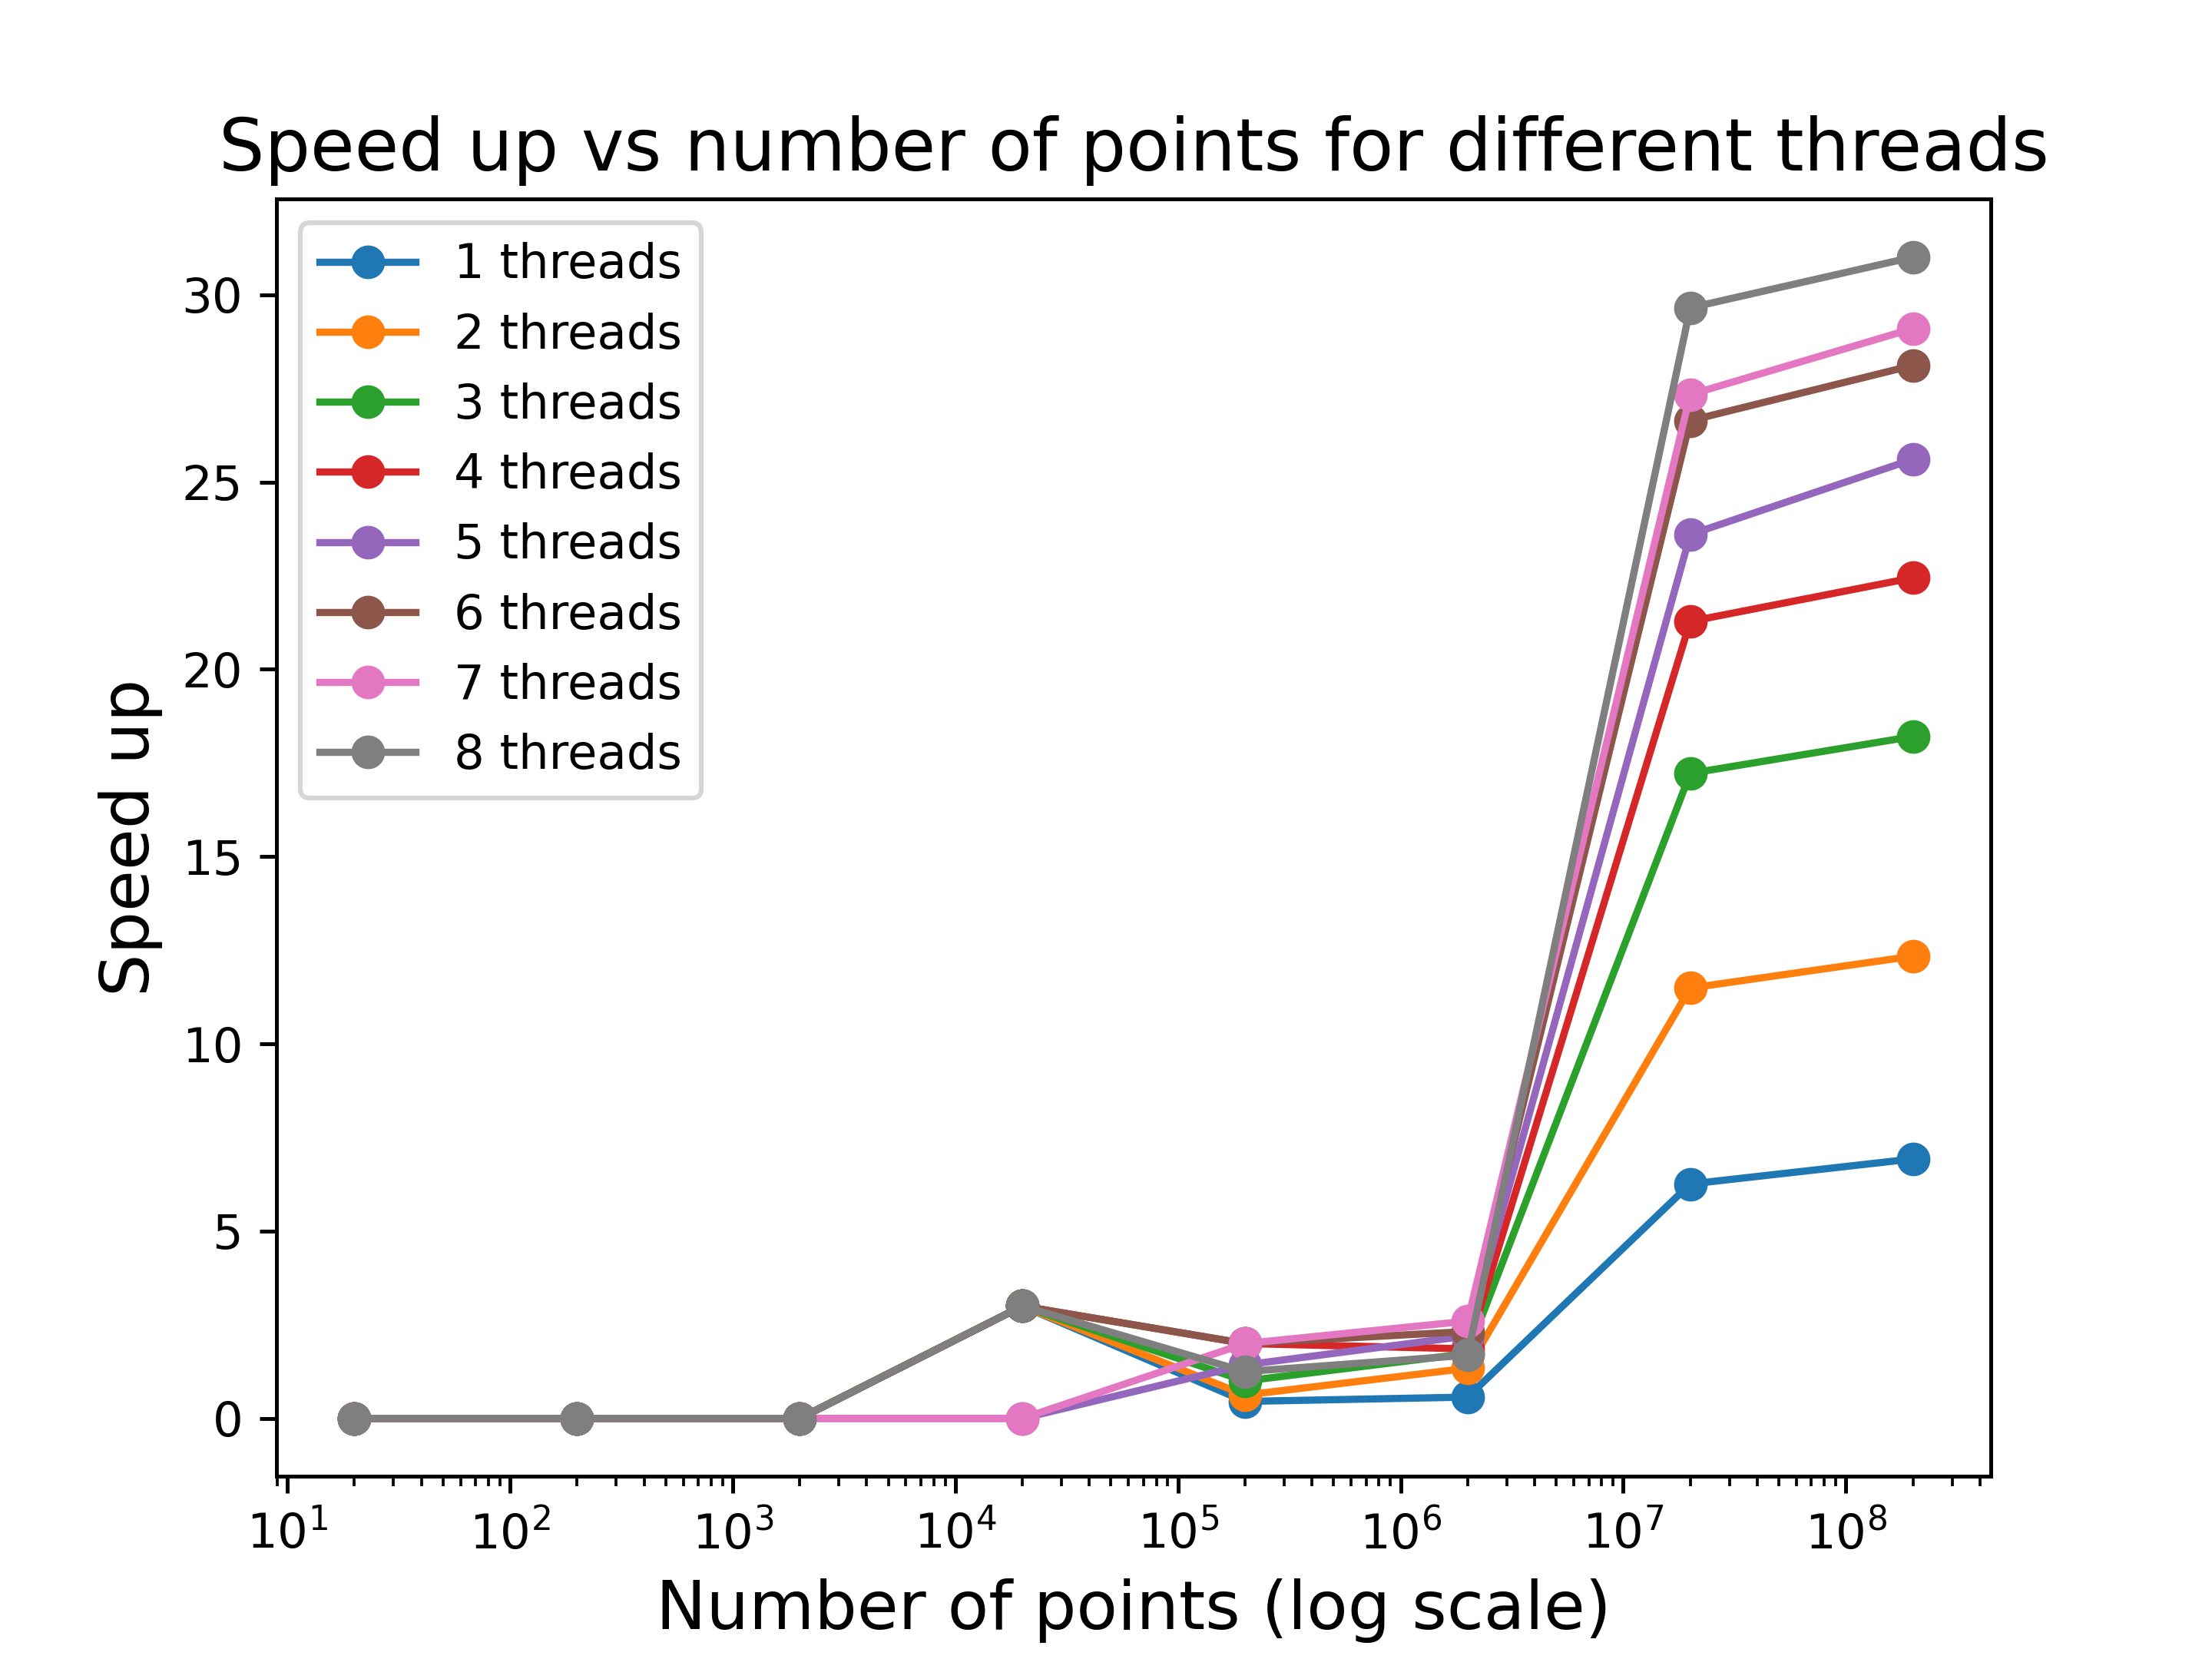 Speed up vs number of points for different threads
1 threads
2 threads
3 threads
4 threads
5 threads
6 threads
7 threads
8 threads
Speed up
30
25
20
15
10
5
0
10¹ 10² 10³ 10⁴ 10⁵ 10⁶ 10⁷ 10⁸
Number of points (log scale)